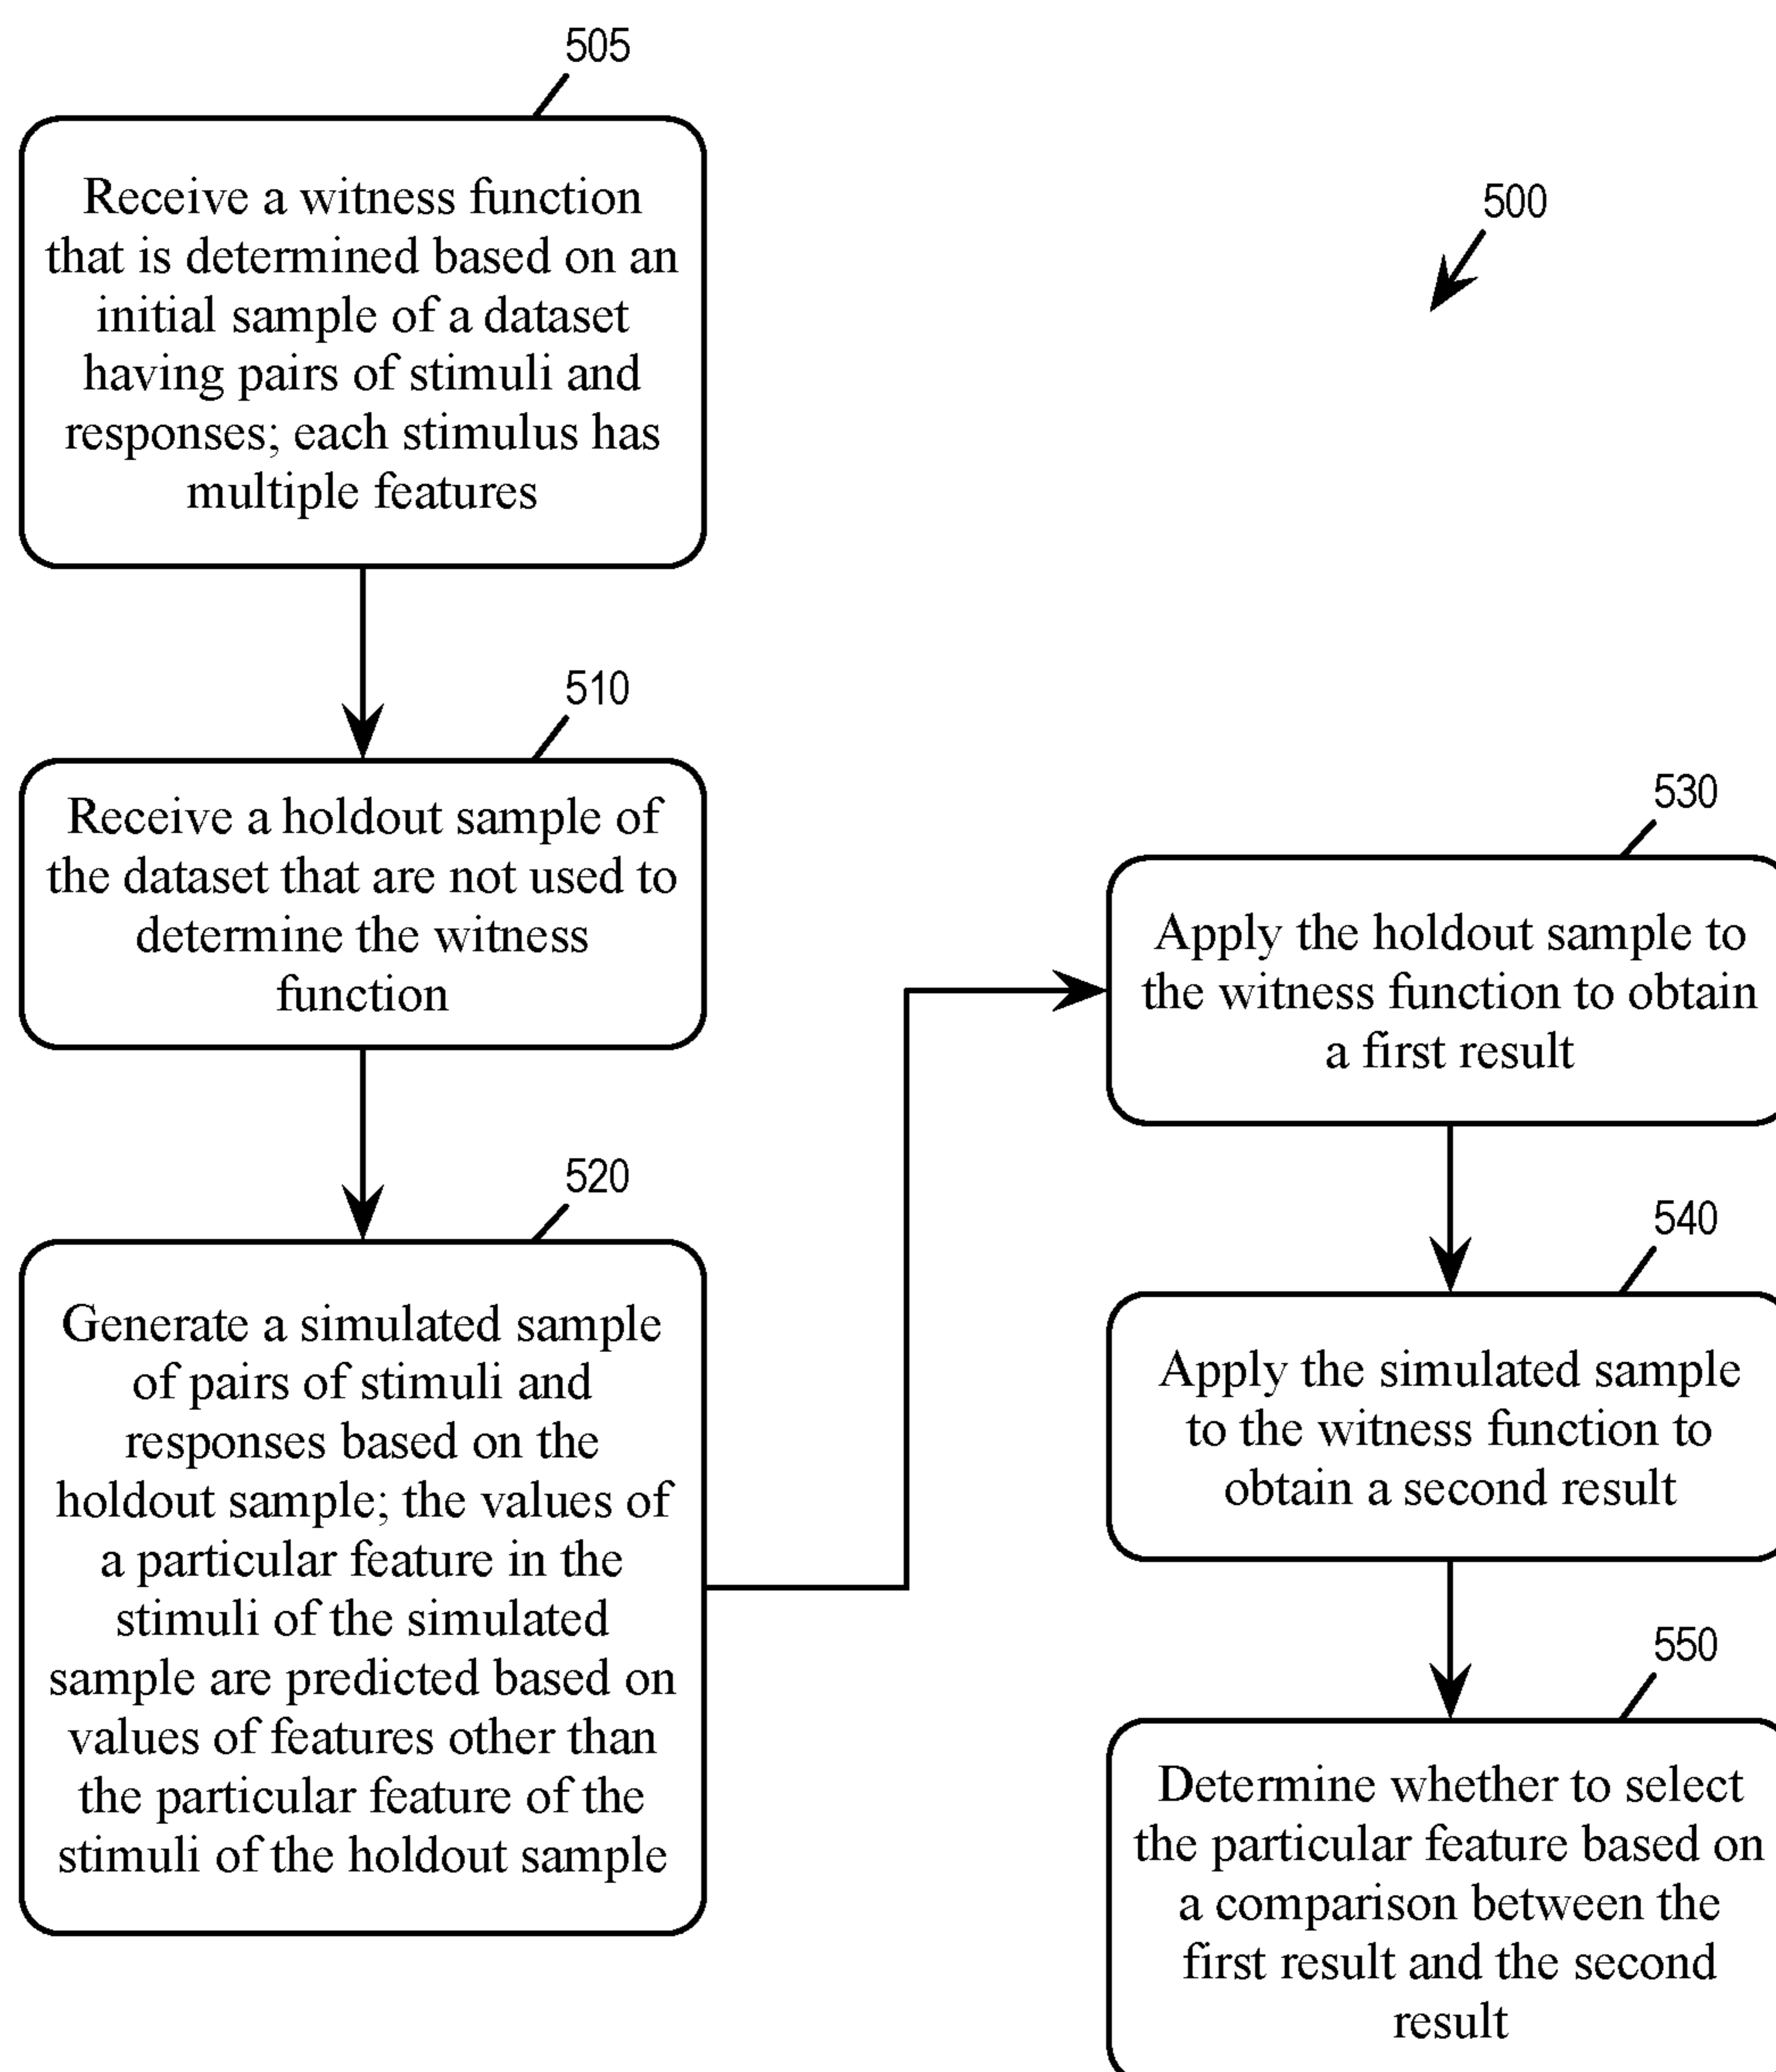 505
Receive a witness function
that is determined based on an
initial sample of a dataset
having pairs of stimuli and
responses; each stimulus has
multiple features
500
510
Receive a holdout sample of
the dataset that are not used to
determine the witness
function
520
Generate a simulated sample
of pairs of stimuli and
responses based on the
holdout sample; the values of
a particular feature in the
stimuli of the simulated
sample are predicted based on
values of features other than
the particular feature of the
stimuli of the holdout sample
530
Apply the holdout sample to
the witness function to obtain
a first result
540
Apply the simulated sample
to the witness function to
obtain a second result
550
Determine whether to select
the particular feature based on
a comparison between the
first result and the second
result